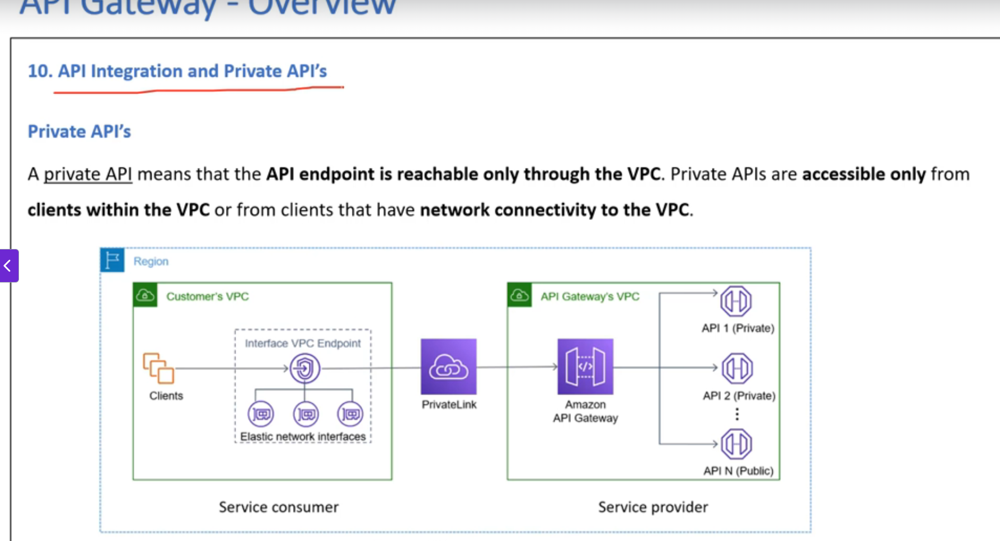 API Gateway - Overview
10. API Integration and Private API's
Private API's
A private API means that the API endpoint is reachable only through the VPC. Private APIs are accessible only from
clients within the VPC or from clients that have network connectivity to the VPC.
Region
Customer's VPC
Interface VPC Endpoint
Clients
Elastic network interfaces
PrivateLink
API Gateway's VPC
</>
Amazon
API Gateway
API 1 (Private)
API 2 (Private)
API N (Public)
Service consumer
Service provider